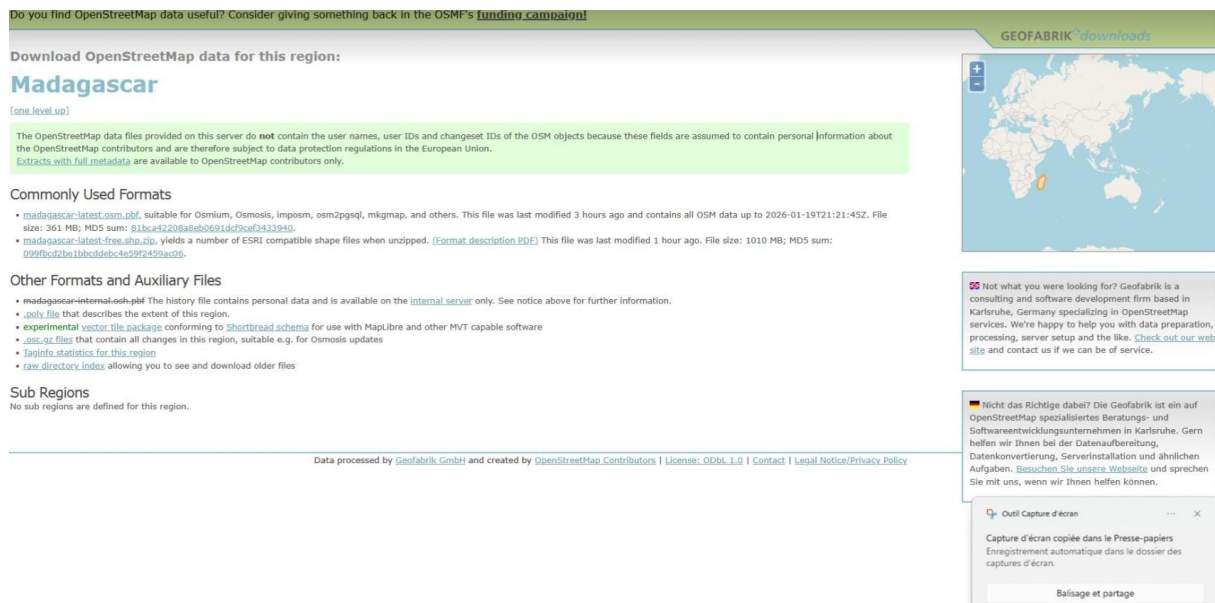 Do you find OpenStreetMap data useful? Consider giving something back in the OSMF's funding campaign!
GEOFABRIK downloads
Download OpenStreetMap data for this region:
Madagascar
[one level up]
The OpenStreetMap data files provided on this server do not contain the user names, user IDs and changeset IDs of the OSM objects because these fields are assumed to contain personal information about
the OpenStreetMap contributors and are therefore subject to data protection regulations in the European Union.
Extracts with full metadata are available to OpenStreetMap contributors only.
Commonly Used Formats
• madagascar-latest.osm.pbf, suitable for Osmium, Osmosis, imposm, osm2pgsql, mkgmap, and others. This file was last modified 3 hours ago and contains all OSM data up to 2026-01-19T21:21:45Z. File
size: 361 MB; MD5 sum: 81bca42208a8eb0691dcf9cef3433940.
• madagascar-latest-free.shp.zip, yields a number of ESRI compatible shape files when unzipped. (Format description PDF) This file was last modified 1 hour ago. File size: 1010 MB; MD5 sum:
099fbcd2be1bbcddebc4e59f2459ac06.
Other Formats and Auxiliary Files
• madagascar-internal.osh.pbf The history file contains personal data and is available on the internal server only. See notice above for further information.
• .poly file that describes the extent of this region.
• experimental vector tile package conforming to Shortbread schema for use with MapLibre and other MVT capable software
• .osc.gz files that contain all changes in this region, suitable e.g. for Osmosis updates
• Taginfo statistics for this region
• raw directory index allowing you to see and download older files
Sub Regions
No sub regions are defined for this region.
Data processed by Geofabrik GmbH and created by OpenStreetMap Contributors | License: ODbL 1.0 | Contact | Legal Notice/Privacy Policy
+
-
Not what you were looking for? Geofabrik is a
consulting and software development firm based in
Karlsruhe, Germany specializing in OpenStreetMap
services. We're happy to help you with data preparation,
processing, server setup and the like. Check out our web
site and contact us if we can be of service.
Nicht das Richtige dabei? Die Geofabrik ist ein auf
OpenStreetMap spezialisiertes Beratungs- und
Softwareentwicklungsunternehmen in Karlsruhe. Gern
helfen wir Ihnen bei der Datenaufbereitung,
Datenkonvertierung, Serverinstallation und ähnlichen
Aufgaben. Besuchen Sie unsere Webseite und sprechen
Sie mit uns, wenn wir Ihnen helfen können.
Outil Capture d'écran
Capture d'écran copiée dans le Presse-papiers
Enregistrement automatique dans le dossier des
captures d'écran.
Balisage et partage